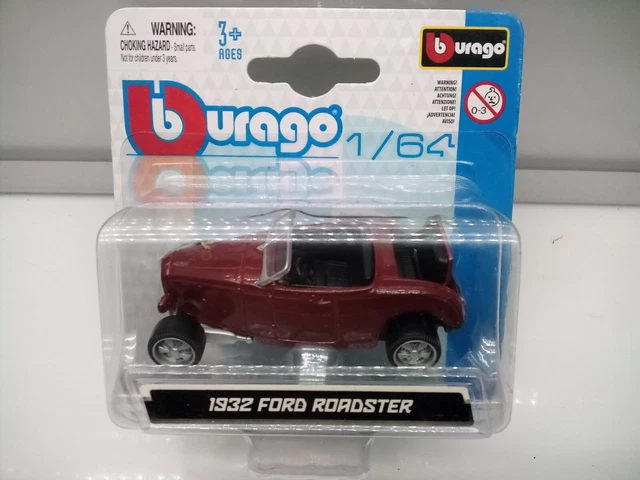 WARNING:
CHOKING HAZARD - Small parts.
Not for children under 3 years.
3+
AGES
burago
WARNING!
ATTENTION!
ACHTUNG!
ATTENZIONE!
LET OP!
¡ADVERTENCIA!
AVISO!
0-3
burago
1/64
1932 FORD ROADSTER